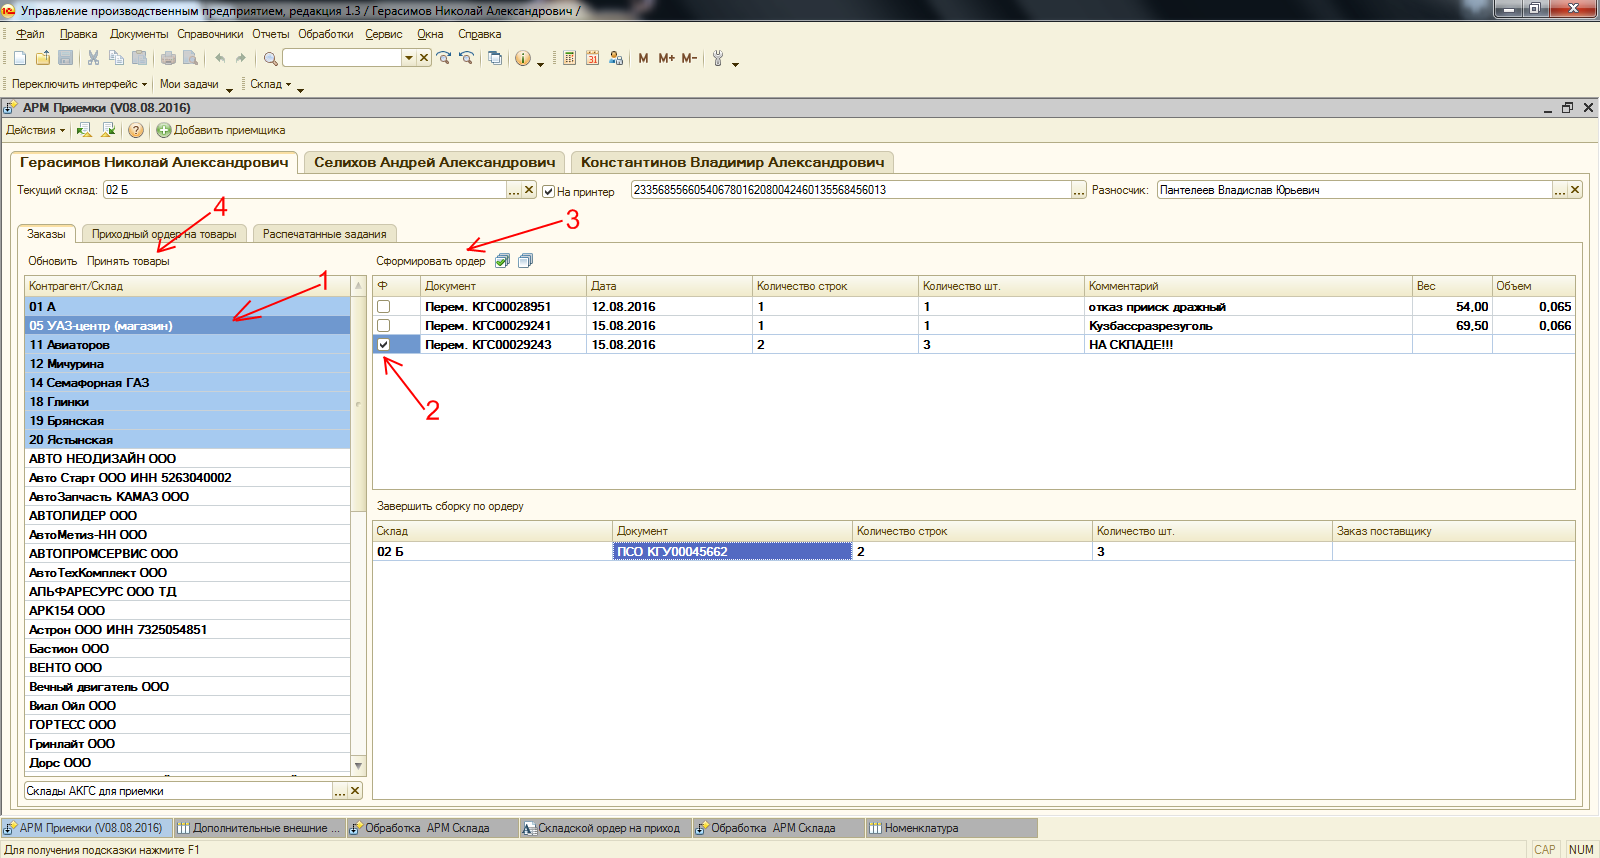 Управление производственным предприятием, редакция 1.3 / Герасимов Николай Александрович /
Файл Правка Документы Справочники Отчеты Обработки Сервис Окна Справка
M M+ M-
Переключить интерфейс Мои задачи Склад
АРМ Приемки (V08.08.2016)
Действия Добавить приемщика
Герасимов Николай Александрович Селихов Андрей Александрович Константинов Владимир Александрович
Текущий склад: 02 Б На принтер 233568556605406780162080042460135568456013 Разносчик: Пантелеев Владислав Юрьевич
4
3
Заказы Приходный ордер на товары Распечатанные задания
Обновить Принять товары Сформировать ордер
1
Контрагент/Склад
01 А
05 УАЗ-центр (магазин)
11 Авиаторов
12 Мичурина
14 Семафорная ГАЗ
18 Глинки
19 Брянская
20 Ястынская
АВТО НЕОДИЗАЙН ООО
Авто Старт ООО ИНН 5263040002
АвтоЗапчасть КАМАЗ ООО
АВТОЛИДЕР ООО
АвтоМетиз-НН ООО
АВТОПРОМСЕРВИС ООО
АвтоТехКомплект ООО
АЛЬФАРЕСУРС ООО ТД
АРК154 ООО
Астрон ООО ИНН 7325054851
Бастион ООО
ВЕНТО ООО
Вечный двигатель ООО
Виал Ойл ООО
ГОРТЕСС ООО
Гринлайт ООО
Дорс ООО
Склады АКГС для приемки
Ф Документ Дата Количество строк Количество шт. Комментарий Вес Объем
Перем. КГС00028951 12.08.2016 1 1 отказ прииск дражный 54,00 0,065
Перем. КГС00029241 15.08.2016 1 1 Кузбассразрезуголь 69,50 0,066
Перем. КГС00029243 15.08.2016 2 3 НА СКЛАДЕ!!!
2
Завершить сборку по ордеру
Склад Документ Количество строк Количество шт. Заказ поставщику
02 Б ПСО КГУ00045662 2 3
АРМ Приемки (V08.08.2016) Дополнительные внешние ... Обработка АРМ Склада Складской ордер на приход Обработка АРМ Склада Номенклатура
Для получения подсказки нажмите F1 CAP NUM